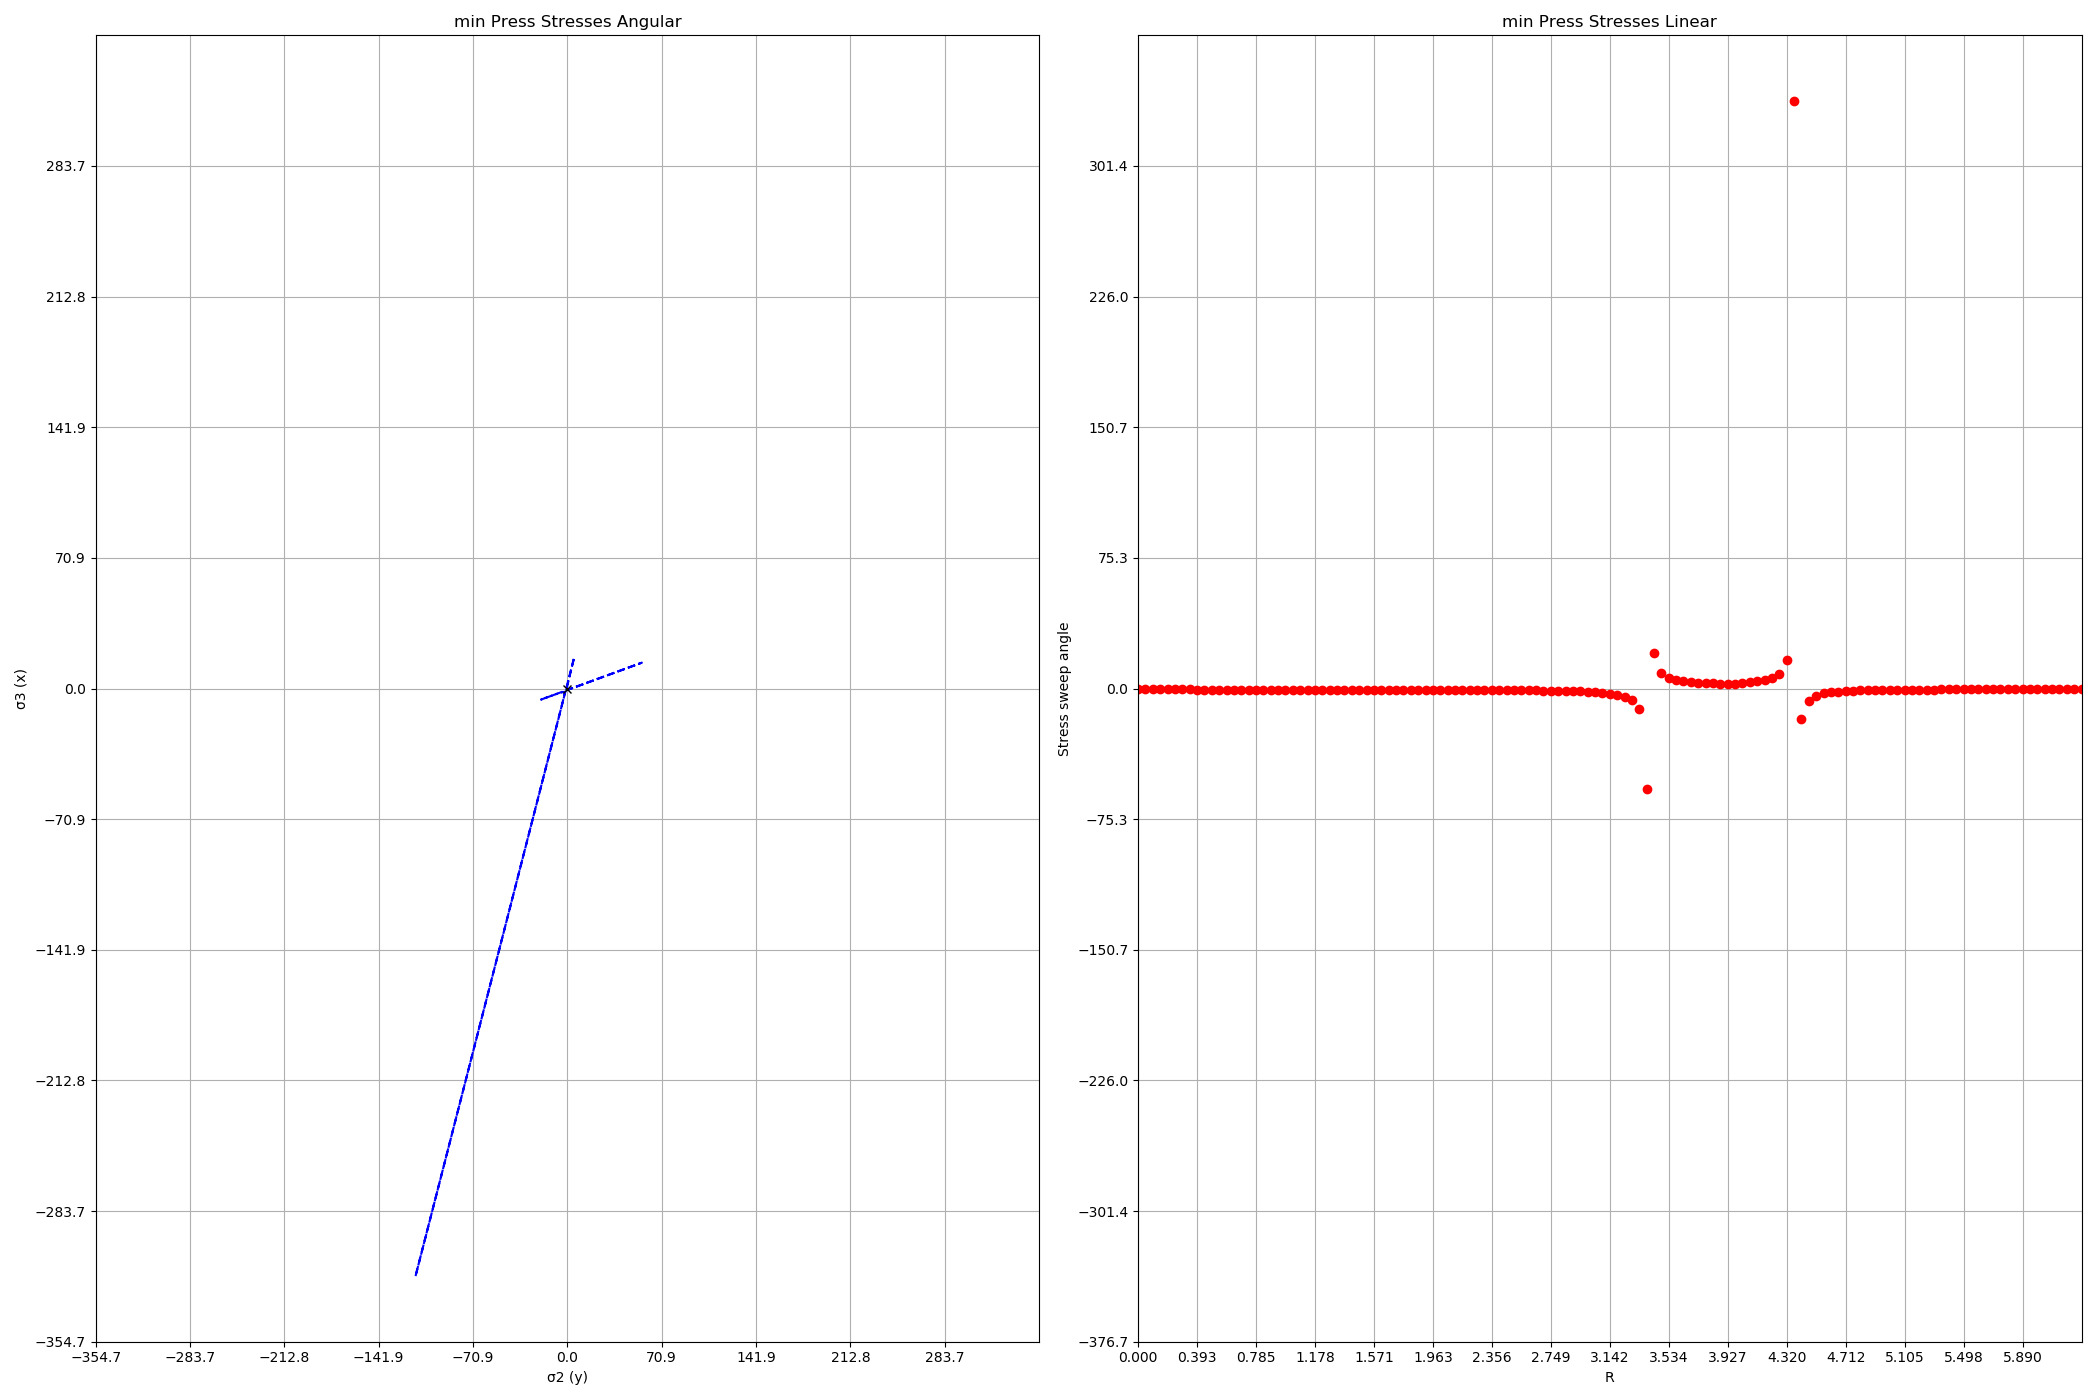 min Press Stresses Angular
283.7
212.8
141.9
70.9
0.0
−70.9
−141.9
−212.8
−283.7
−354.7
σ3 (x)
−354.7 −283.7 −212.8 −141.9 −70.9 0.0 70.9 141.9 212.8 283.7
σ2 (y)
min Press Stresses Linear
301.4
226.0
150.7
75.3
0.0
−75.3
−150.7
−226.0
−301.4
−376.7
Stress sweep angle
0.000 0.393 0.785 1.178 1.571 1.963 2.356 2.749 3.142 3.534 3.927 4.320 4.712 5.105 5.498 5.890
R